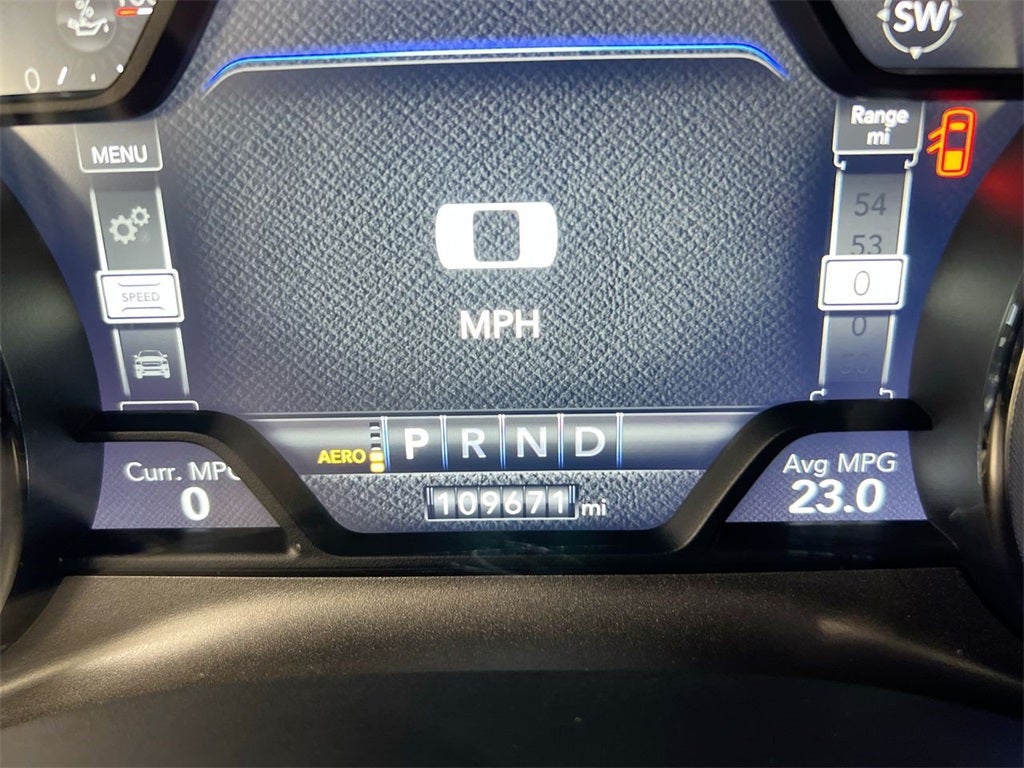 0
SW
MENU
Range
mi
54
53
SPEED
0
0
0
MPH
AERO P R N D
Curr. MPG
0
109671 mi
Avg MPG
23.0